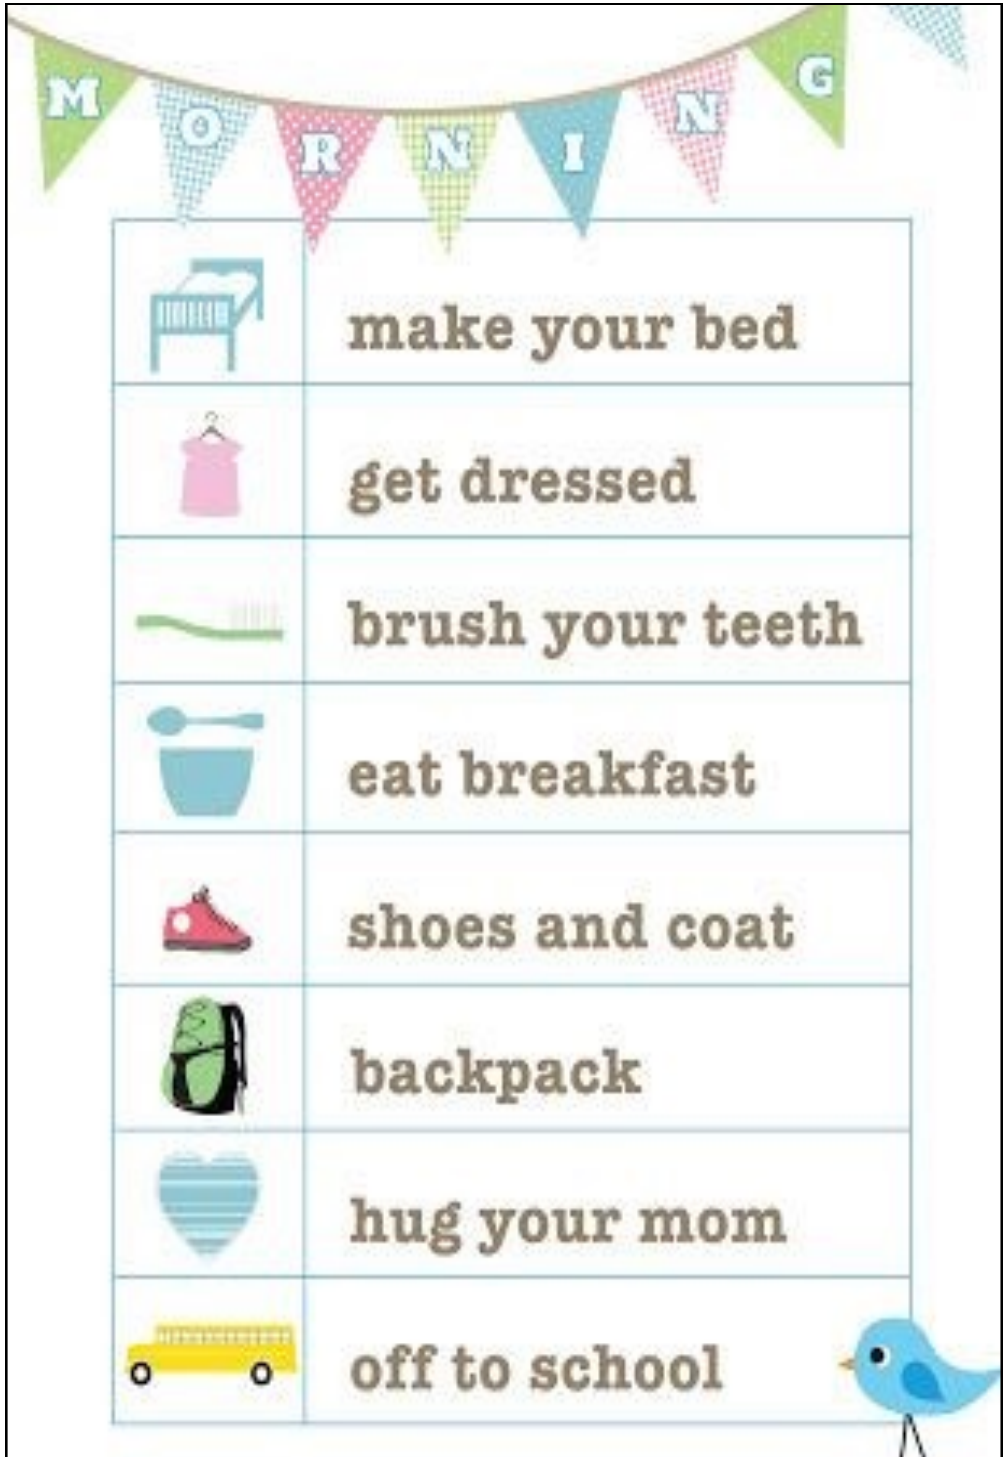 MORNING
make your bed
get dressed
brush your teeth
eat breakfast
shoes and coat
backpack
hug your mom
off to school